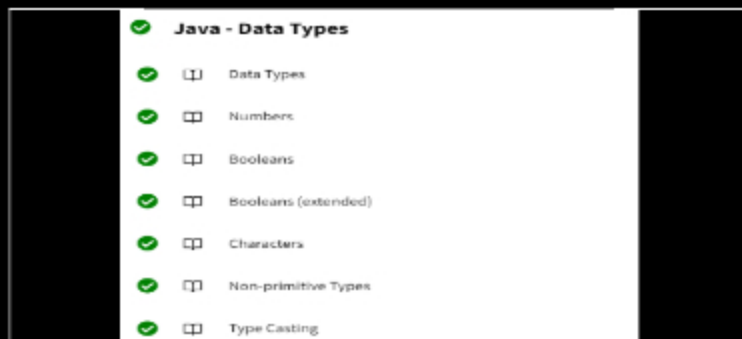 Java - Data Types
Data Types
Numbers
Booleans
Booleans (extended)
Characters
Non-primitive Types
Type Casting